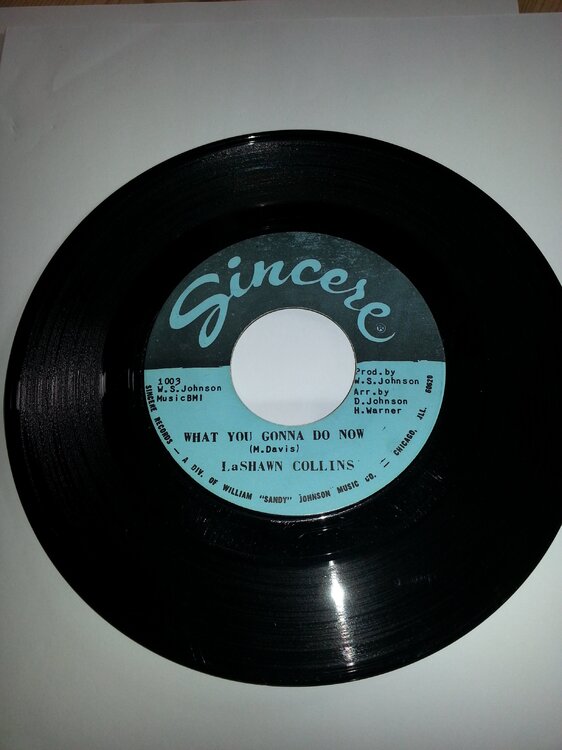 Sincere
®
1003
W.S.Johnson
MusicBMI
Prod.by
W.S.Johnson
Arr.by
D.Johnson
H.Warner
WHAT YOU GONNA DO NOW
(M.Davis)
LaSHAWN COLLINS
SINCERE RECORDS — A DIV. OF WILLIAM "SANDY" JOHNSON MUSIC CO. — CHICAGO, ILL. 60620